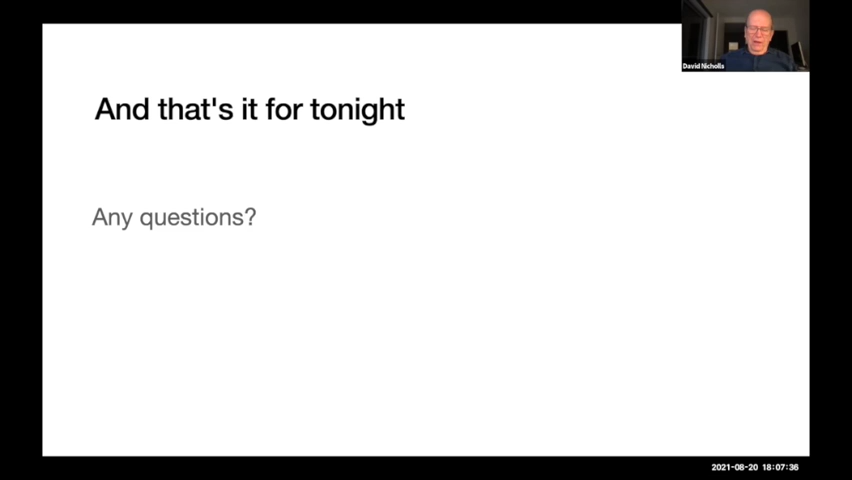 David Nicholls
And that's it for tonight
Any questions?
2021-08-20 18:07:36